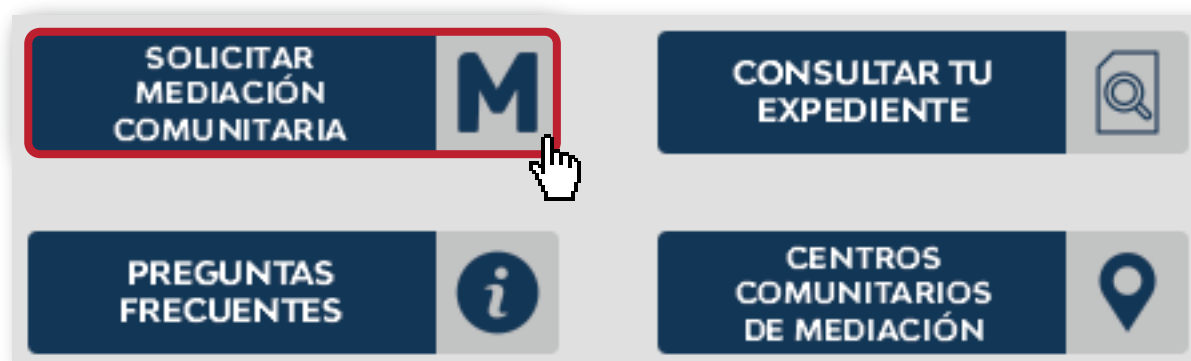 SOLICITAR
MEDIACIÓN
COMUNITARIA
M
CONSULTAR TU
EXPEDIENTE
PREGUNTAS
FRECUENTES
i
CENTROS
COMUNITARIOS
DE MEDIACIÓN